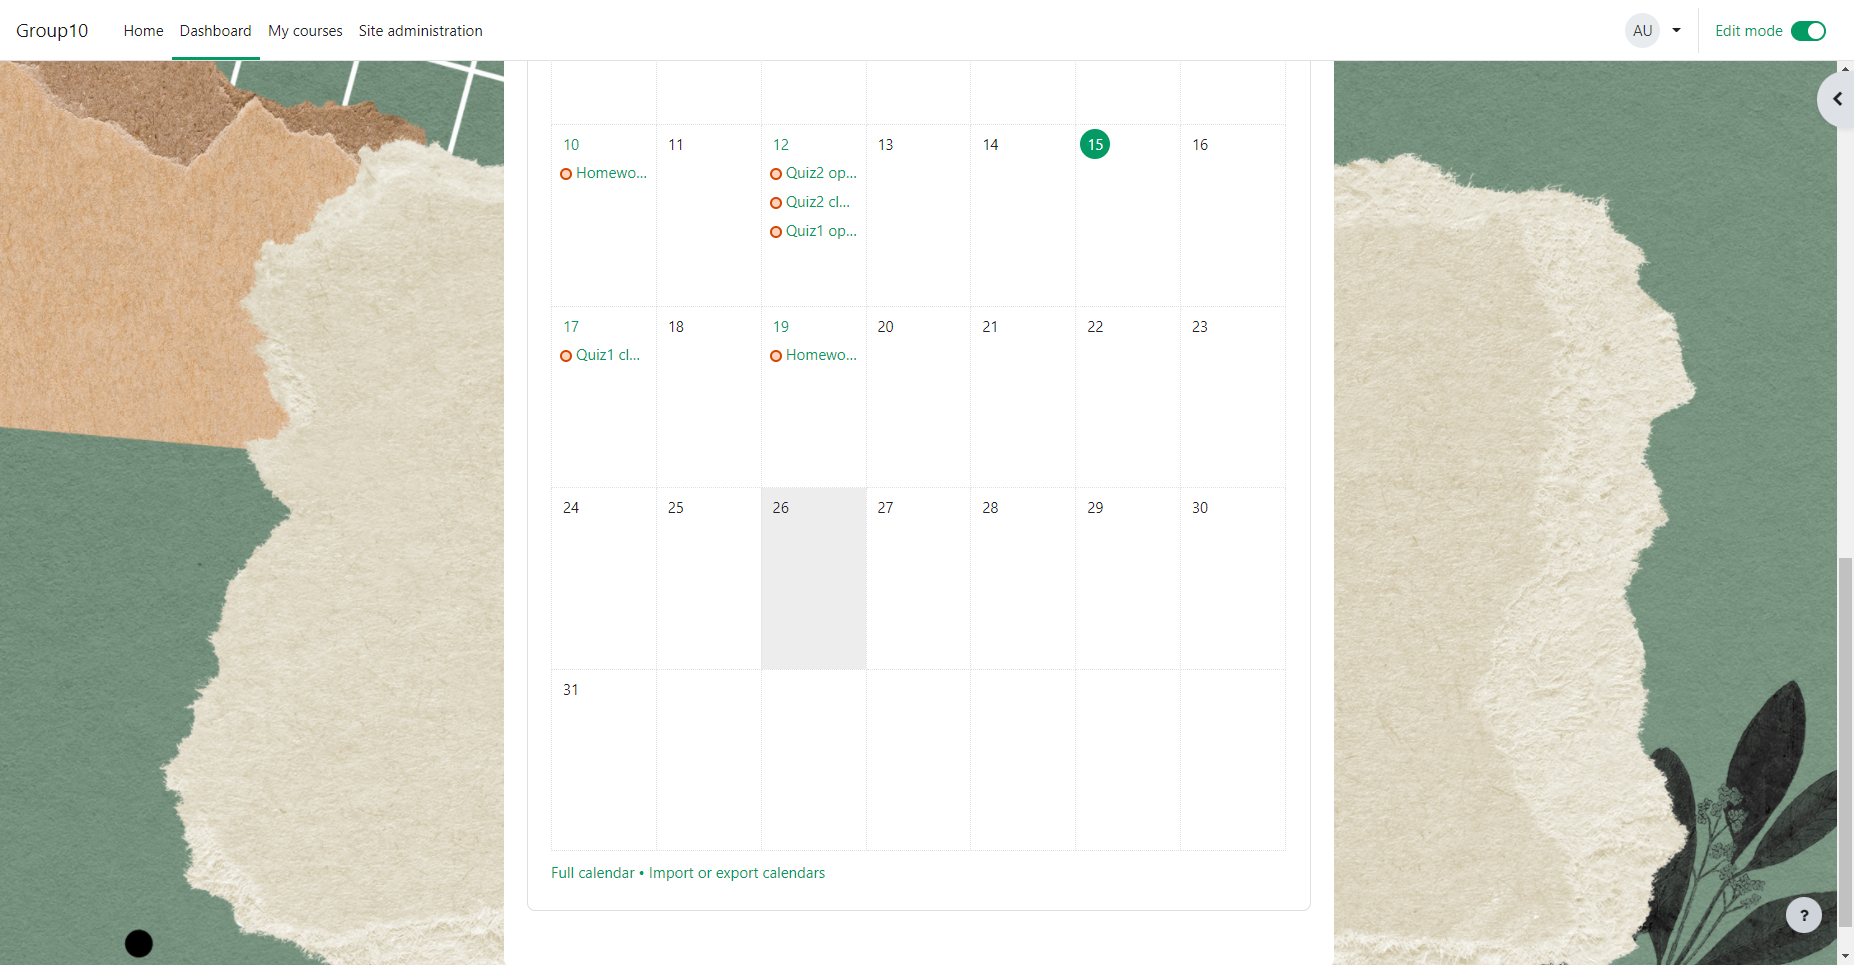 Group10 Home Dashboard My courses Site administration AU Edit mode
10 11 12 13 14 15 16
Homewo... Quiz2 op...
Quiz2 cl...
Quiz1 op...
17 18 19 20 21 22 23
Quiz1 cl... Homewo...
24 25 26 27 28 29 30
31
Full calendar • Import or export calendars
?